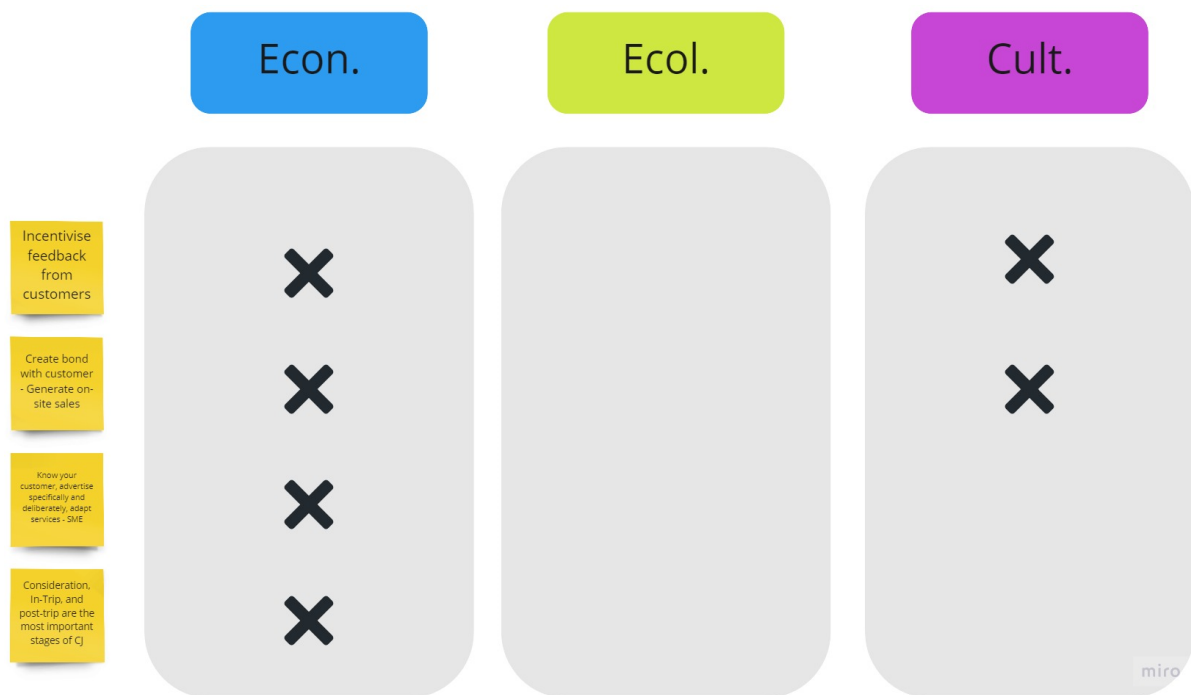 Econ.
Ecol.
Cult.
Incentivise
feedback
from
customers
Create bond
with customer
- Generate on-
site sales
Know your
customer, advertise
specifically and
deliberately, adapt
services - SME
Consideration,
In-Trip, and
post-trip are the
most important
stages of CJ
miro